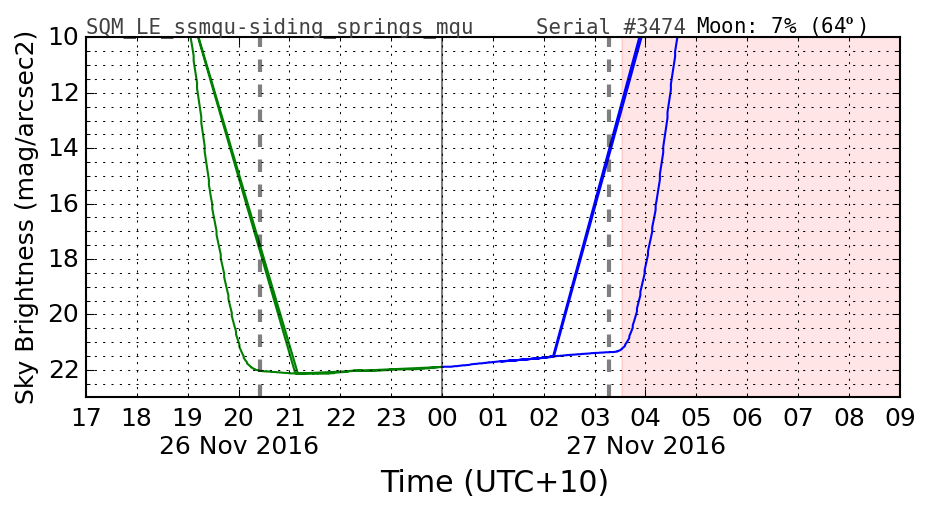 SQM_LE_ssmqu-siding_springs_mqu Serial #3474 Moon: 7% (64°)
Sky Brightness (mag/arcsec2)
10
12
14
16
18
20
22
17 18 19 20 21 22 23 00 01 02 03 04 05 06 07 08 09
26 Nov 2016 27 Nov 2016
Time (UTC+10)